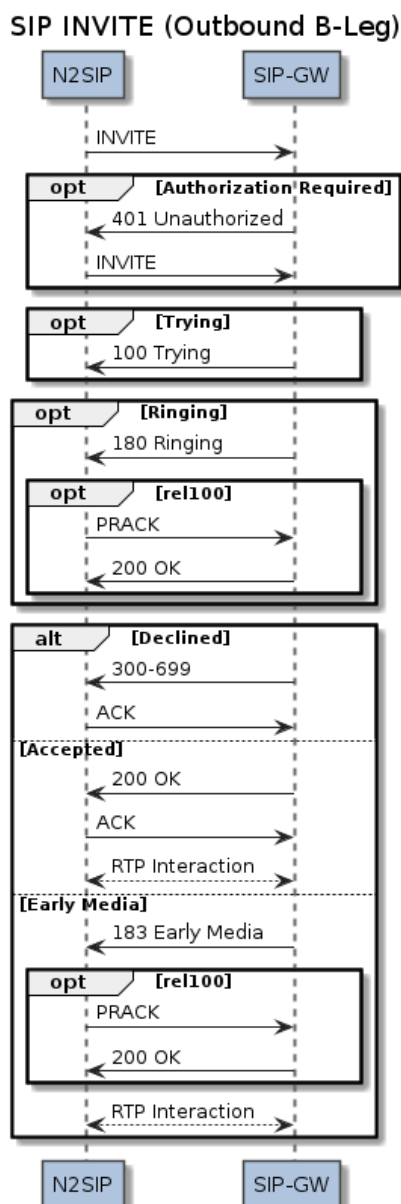 SIP INVITE (Outbound B-Leg)
N2SIP SIP-GW
INVITE
opt [Authorization Required]
401 Unauthorized
INVITE
opt [Trying]
100 Trying
opt [Ringing]
180 Ringing
opt [rel100]
PRACK
200 OK
alt [Declined]
300-699
ACK
[Accepted]
200 OK
ACK
RTP Interaction
[Early Media]
183 Early Media
opt [rel100]
PRACK
200 OK
RTP Interaction
N2SIP SIP-GW